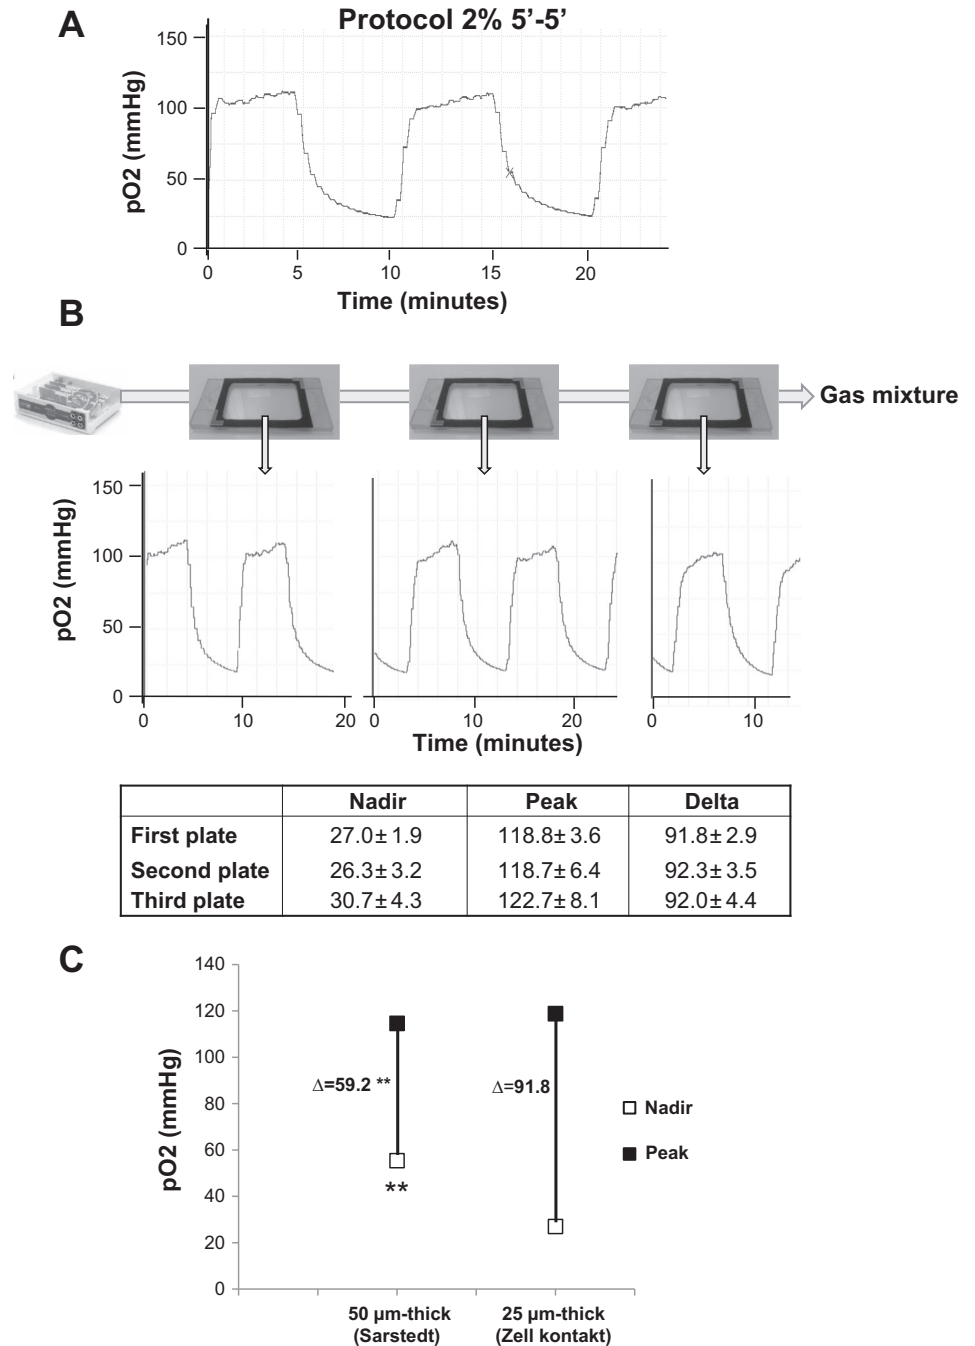 A
Protocol 2% 5’-5’
pO2 (mmHg)
150
100
50
0
0 5 10 15 20
Time (minutes)
B
Gas mixture
pO2 (mmHg)
150
100
50
0
0 10 20 0 10 20 0 10
Time (minutes)
Nadir Peak Delta
First plate 27.0± 1.9 118.8± 3.6 91.8± 2.9
Second plate 26.3± 3.2 118.7± 6.4 92.3± 3.5
Third plate 30.7± 4.3 122.7± 8.1 92.0± 4.4
C
pO2 (mmHg)
140
120
100
80
60
40
20
0
Δ=59.2 **
**
Δ=91.8
Nadir
Peak
50 µm-thick
(Sarstedt)
25 µm-thick
(Zell kontakt)